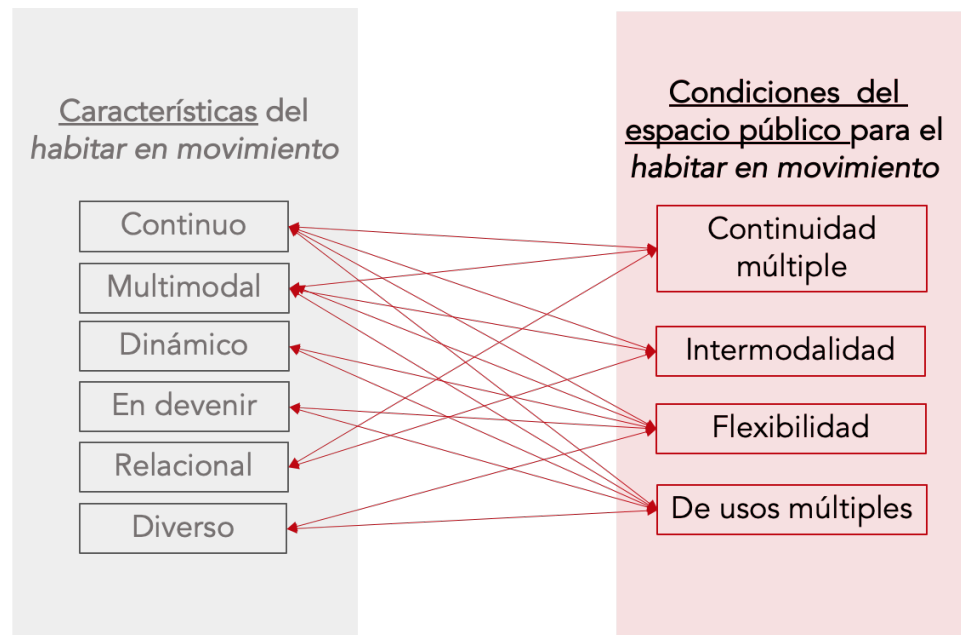 Características del
habitar en movimiento
Continuo
Multimodal
Dinámico
En devenir
Relacional
Diverso
Condiciones del
espacio público para el
habitar en movimiento
Continuidad
múltiple
Intermodalidad
Flexibilidad
De usos múltiples